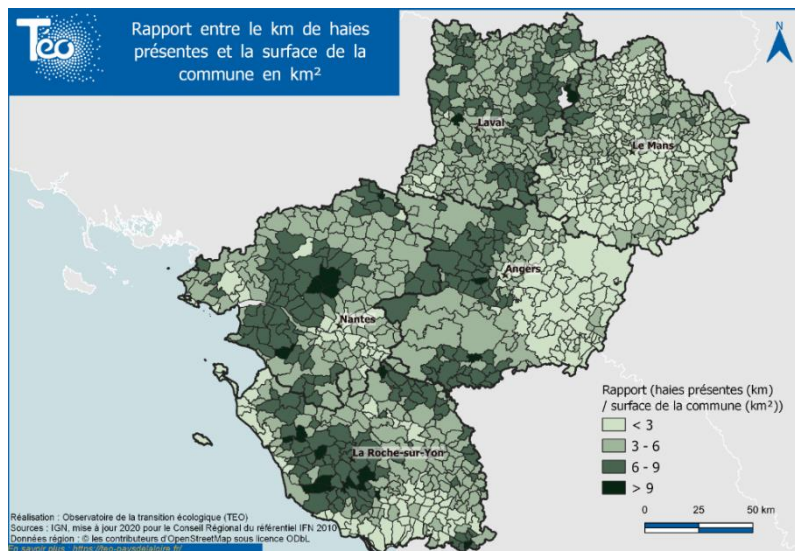 Téo
Rapport entre le km de haies
présentes et la surface de la
commune en km²
N
Laval
Le Mans
Angers
Nantes
La Roche-sur-Yon
Rapport (haies présentes (km)
/ surface de la commune (km²))
< 3
3 - 6
6 - 9
> 9
0 25 50 km
Réalisation : Observatoire de la transition écologique (TEO)
Sources : IGN, mise à jour 2020 pour le Conseil Régional du référentiel IFN 2010
Données région : © les contributeurs d'OpenStreetMap sous licence ODbL
En savoir plus : https://teo-paysdelaloire.fr/